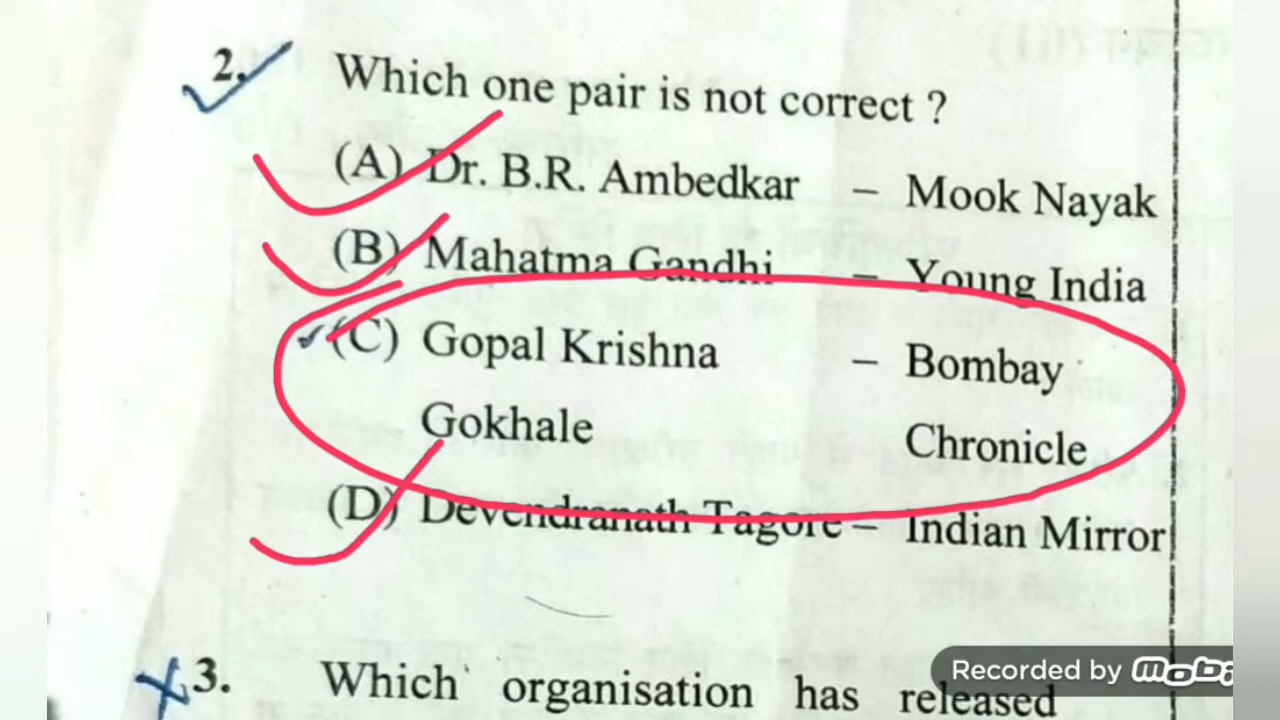 2. Which one pair is not correct ?
(A) Dr. B.R. Ambedkar – Mook Nayak
(B) Mahatma Gandhi – Young India
(C) Gopal Krishna – Bombay
Gokhale Chronicle
(D) Devendranath Tagore – Indian Mirror
3. Which organisation has released
Recorded by